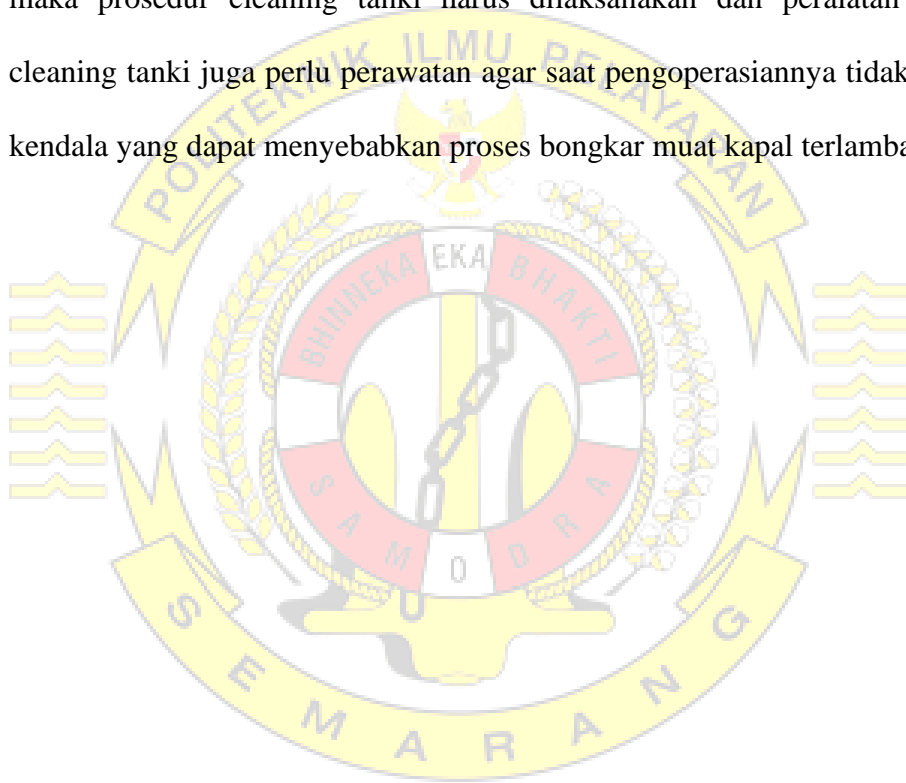 maka prosedur cleaning tanki harus dilaksanakan dan peralatan
cleaning tanki juga perlu perawatan agar saat pengoperasiannya tidak
kendala yang dapat menyebabkan proses bongkar muat kapal terlamba
POLITEKNIK ILMU PELAYARAN
BHINNEKA EKA BHAKTI
SAMODRA
SEMARANG